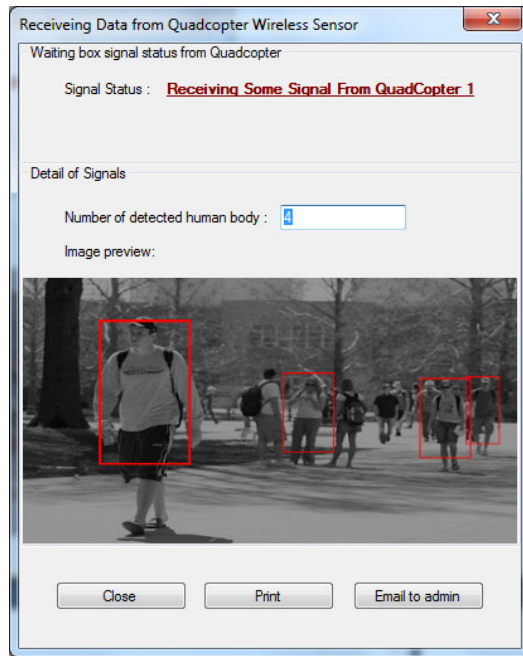 Receiveing Data from Quadcopter Wireless Sensor
Waiting box signal status from Quadcopter
Signal Status : Receiving Some Signal From QuadCopter 1
Detail of Signals
Number of detected human body : 4
Image preview:
Close Print Email to admin